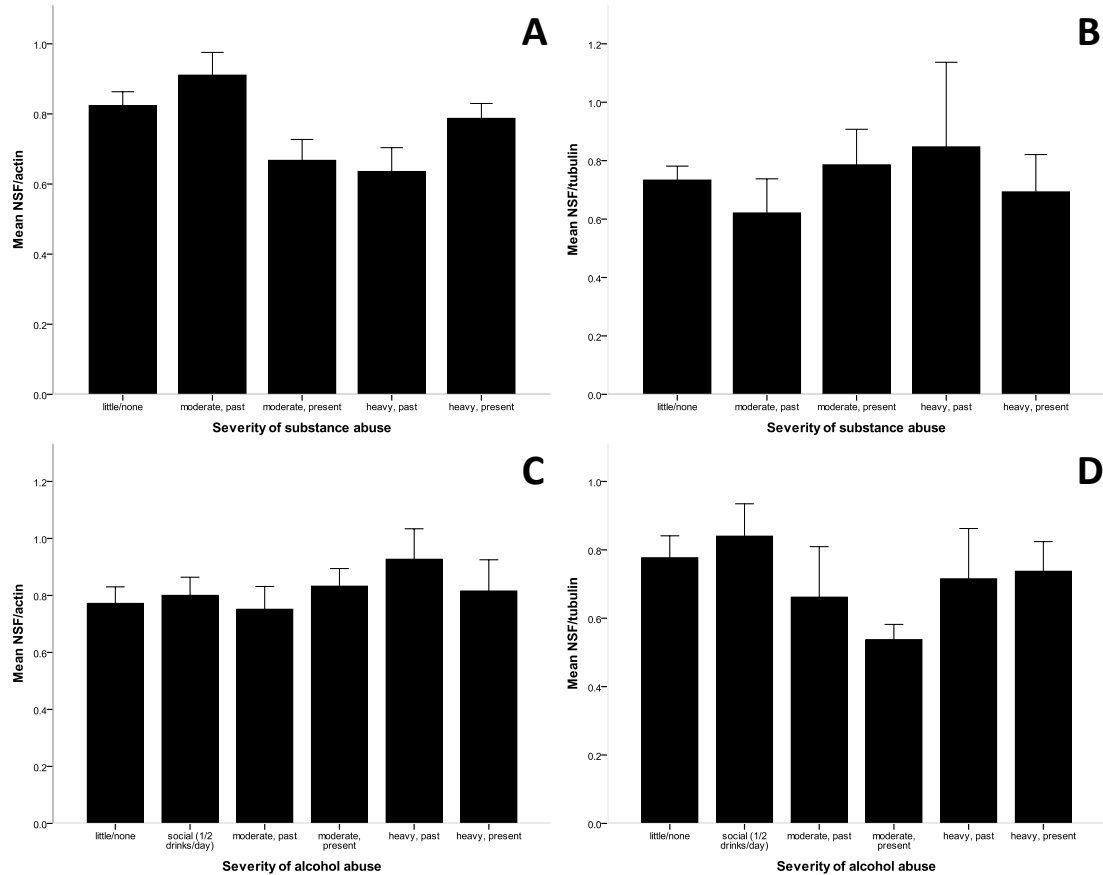 A
Mean NSF/actin
1.0
0.8
0.6
0.4
0.2
0.0
little/none
moderate, past
moderate, present
heavy, past
heavy, present
Severity of substance abuse
B
Mean NSF/tubulin
1.2
1.0
0.8
0.6
0.4
0.2
0.0
little/none
moderate, past
moderate, present
heavy, past
heavy, present
Severity of substance abuse
C
Mean NSF/actin
1.2
1.0
0.8
0.6
0.4
0.2
0.0
little/none
social (1/2
drinks/day)
moderate, past
moderate,
present
heavy, past
heavy, present
Severity of alcohol abuse
D
Mean NSF/tubulin
1.0
0.8
0.6
0.4
0.2
0.0
little/none
social (1/2
drinks/day)
moderate, past
moderate,
present
heavy, past
heavy, present
Severity of alcohol abuse